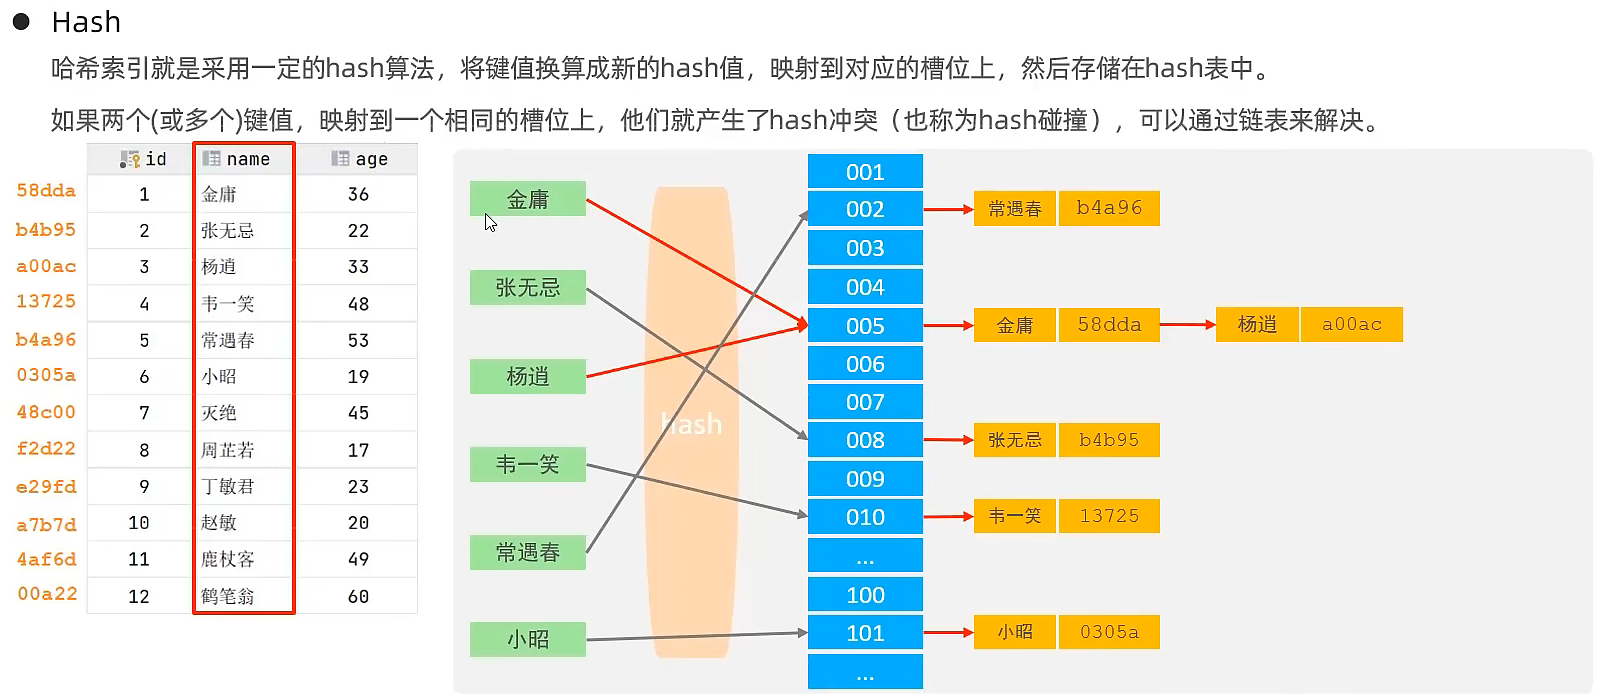 ● Hash
哈希索引就是采用一定的hash算法，将键值换算成新的hash值，映射到对应的槽位上，然后存储在hash表中。
如果两个(或多个)键值，映射到一个相同的槽位上，他们就产生了hash冲突（也称为hash碰撞），可以通过链表来解决。
id name age
58dda 1 金庸 36
b4b95 2 张无忌 22
a00ac 3 杨逍 33
13725 4 韦一笑 48
b4a96 5 常遇春 53
0305a 6 小昭 19
48c00 7 灭绝 45
f2d22 8 周芷若 17
e29fd 9 丁敏君 23
a7b7d 10 赵敏 20
4af6d 11 鹿杖客 49
00a22 12 鹤笔翁 60
金庸
张无忌
杨逍
韦一笑
常遇春
小昭
hash
001
002 常遇春 b4a96
003
004
005 金庸 58dda 杨逍 a00ac
006
007
008 张无忌 b4b95
009
010 韦一笑 13725
...
100
101 小昭 0305a
...